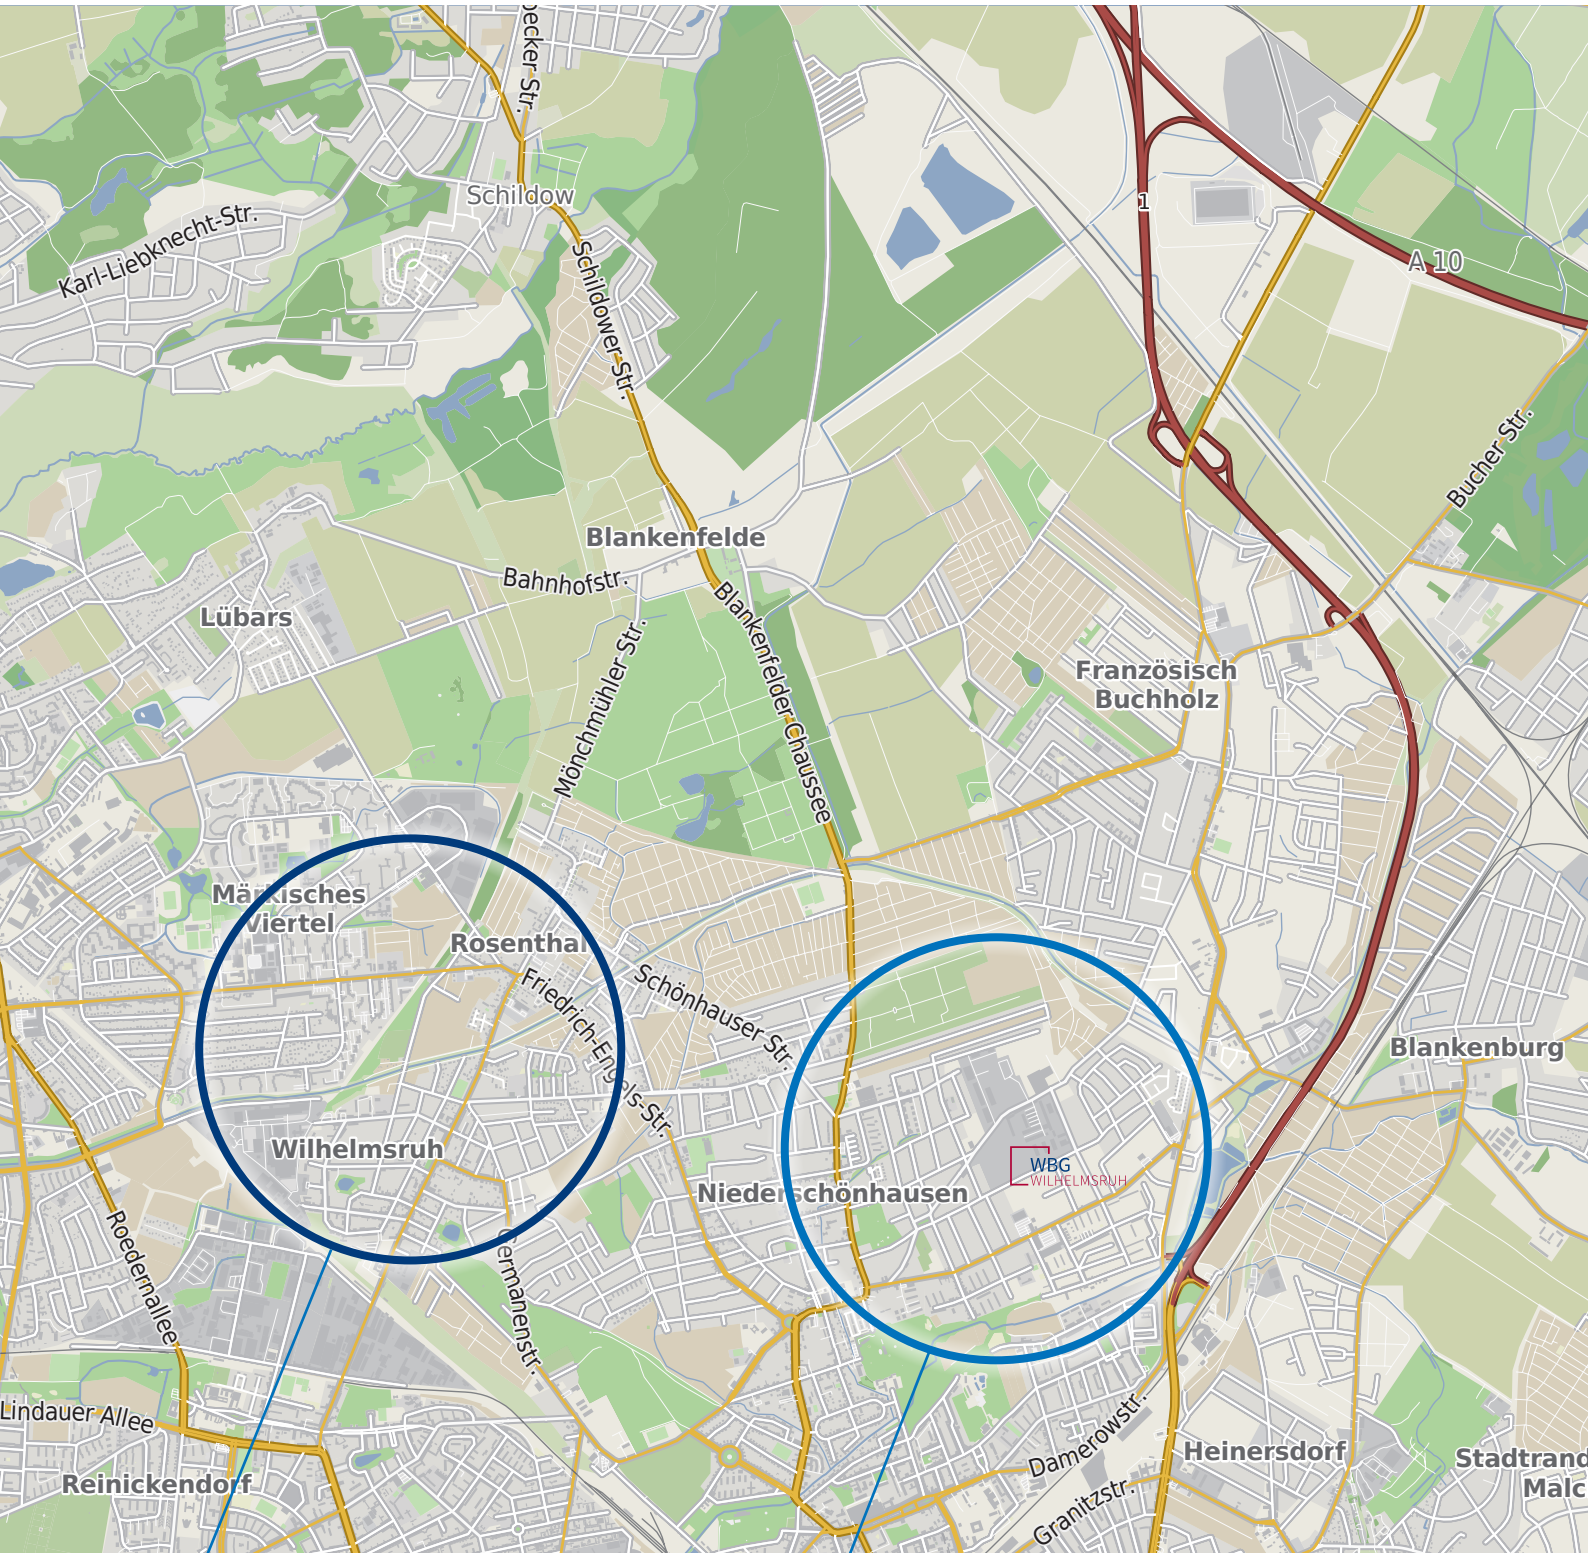 ecker Str.
1
Schildow
Karl-Liebknecht-Str.
A 10
Schildower Str.
Bucher Str.
Blankenfelde
Bahnhofstr.
Lübars
Blankenfelder Chaussee
Mönchmühler Str.
Französisch
Buchholz
Märkisches
Viertel
Rosenthal
Friedrich-Engels-Str.
Schönhauser Str.
Blankenburg
Wilhelmsruh
WBG
WILHELMSRUH
Niederschönhausen
Roedernallee
Germanenstr.
Lindauer Allee
Damerowstr.
Heinersdorf
Reinickendorf
Stadtrand
Malc
Granitzstr.